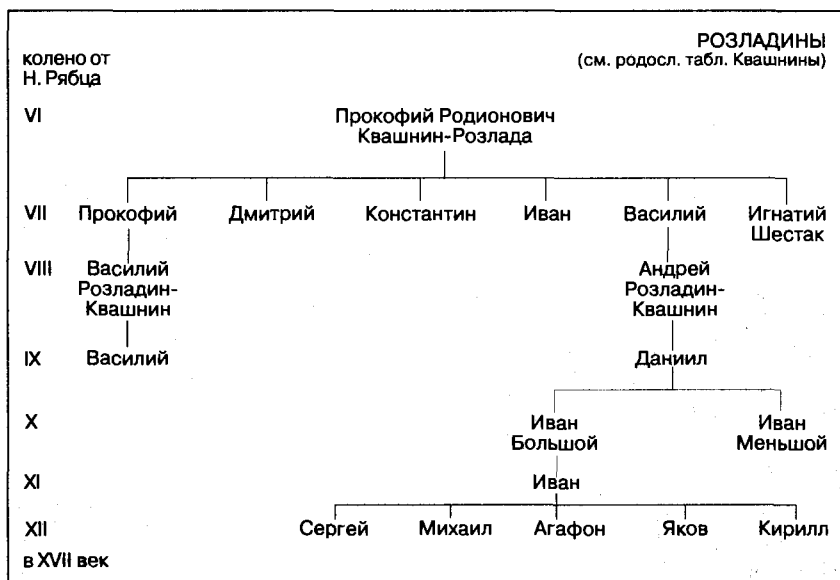 РОЗЛАДИНЫ
(см. родосл. табл. Квашнины)
колено от
Н. Рябца
VI
Прокофий Родионович
Квашнин-Розлада
VII Прокофий Дмитрий Константин Иван Василий Игнатий
Шестак
VIII Василий Андрей
Розладин- Розладин-
Квашнин Квашнин
IX Василий Даниил
X Иван Иван
Большой Меньшой
XI Иван
XII Сергей Михаил Агафон Яков Кирилл
в XVII век